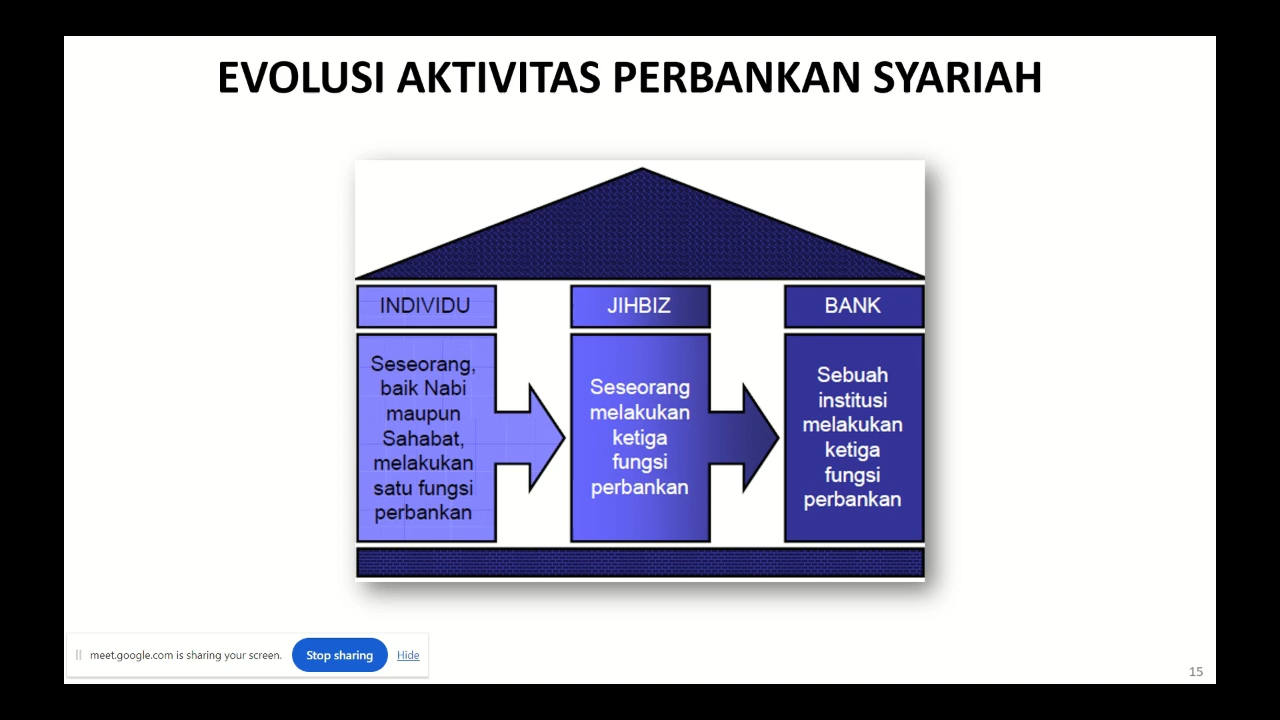 EVOLUSI AKTIVITAS PERBANKAN SYARIAH
INDIVIDU
Seseorang,
baik Nabi
maupun
Sahabat,
melakukan
satu fungsi
perbankan
JIHBIZ
Seseorang
melakukan
ketiga
fungsi
perbankan
BANK
Sebuah
institusi
melakukan
ketiga
fungsi
perbankan
meet.google.com is sharing your screen. Stop sharing Hide
15